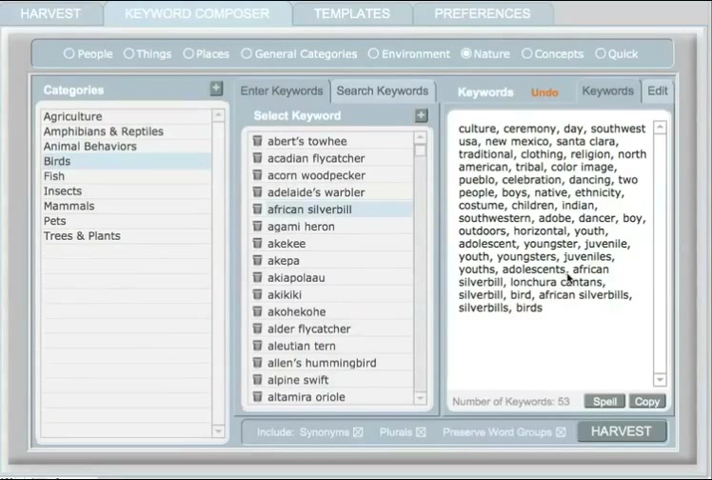 HARVEST KEYWORD COMPOSER TEMPLATES PREFERENCES
People Things Places General Categories Environment Nature Concepts Quick
Categories
Agriculture
Amphibians & Reptiles
Animal Behaviors
Birds
Fish
Insects
Mammals
Pets
Trees & Plants
Enter Keywords Search Keywords
Select Keyword
abert's towhee
acadian flycatcher
acorn woodpecker
adelaide's warbler
african silverbill
agami heron
akekee
akepa
akiapolaau
akikiki
akohekohe
alder flycatcher
aleutian tern
allen's hummingbird
alpine swift
altamira oriole
Keywords Undo Keywords Edit
culture, ceremony, day, southwest
usa, new mexico, santa clara,
traditional, clothing, religion, north
american, tribal, color image,
pueblo, celebration, dancing, two
people, boys, native, ethnicity,
costume, children, indian,
southwestern, adobe, dancer, boy,
outdoors, horizontal, youth,
adolescent, youngster, juvenile,
youth, youngsters, juveniles,
youths, adolescents, african
silverbill, lonchura cantans,
silverbill, bird, african silverbills,
silverbills, birds
Number of Keywords: 53 Spell Copy
Include: Synonyms Plurals Preserve Word Groups HARVEST